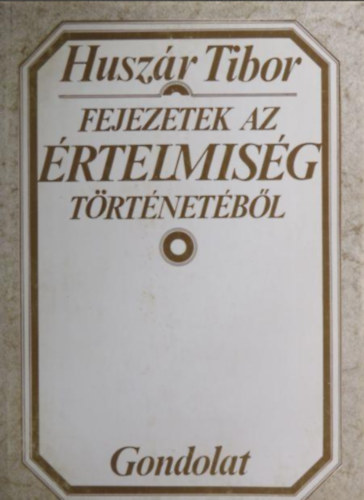 Huszár Tibor
FEJEZETEK AZ
ÉRTELMISÉG
TÖRTÉNETÉBŐL
Gondolat